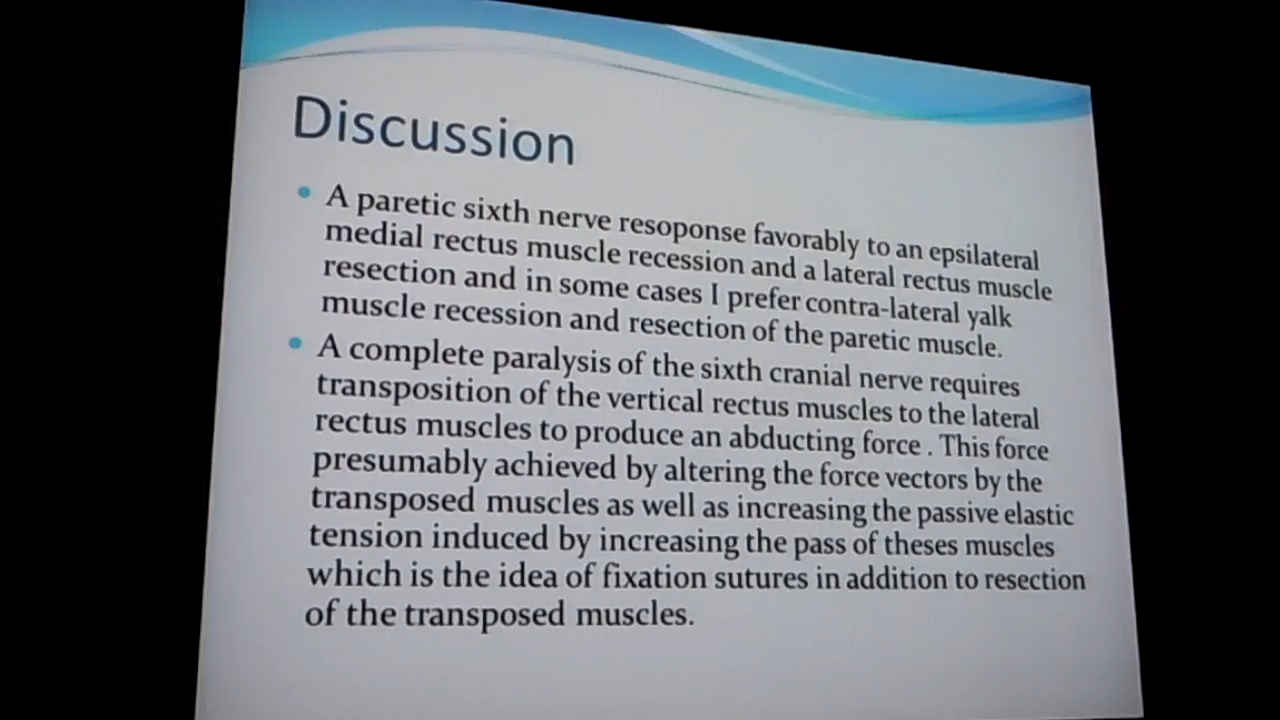 Discussion
A paretic sixth nerve resoponse favorably to an epsilateral
medial rectus muscle recession and a lateral rectus muscle
resection and in some cases I prefer contra-lateral yalk
muscle recession and resection of the paretic muscle.
A complete paralysis of the sixth cranial nerve requires
transposition of the vertical rectus muscles to the lateral
rectus muscles to produce an abducting force . This force
presumably achieved by altering the force vectors by the
transposed muscles as well as increasing the passive elastic
tension induced by increasing the pass of theses muscles
which is the idea of fixation sutures in addition to resection
of the transposed muscles.